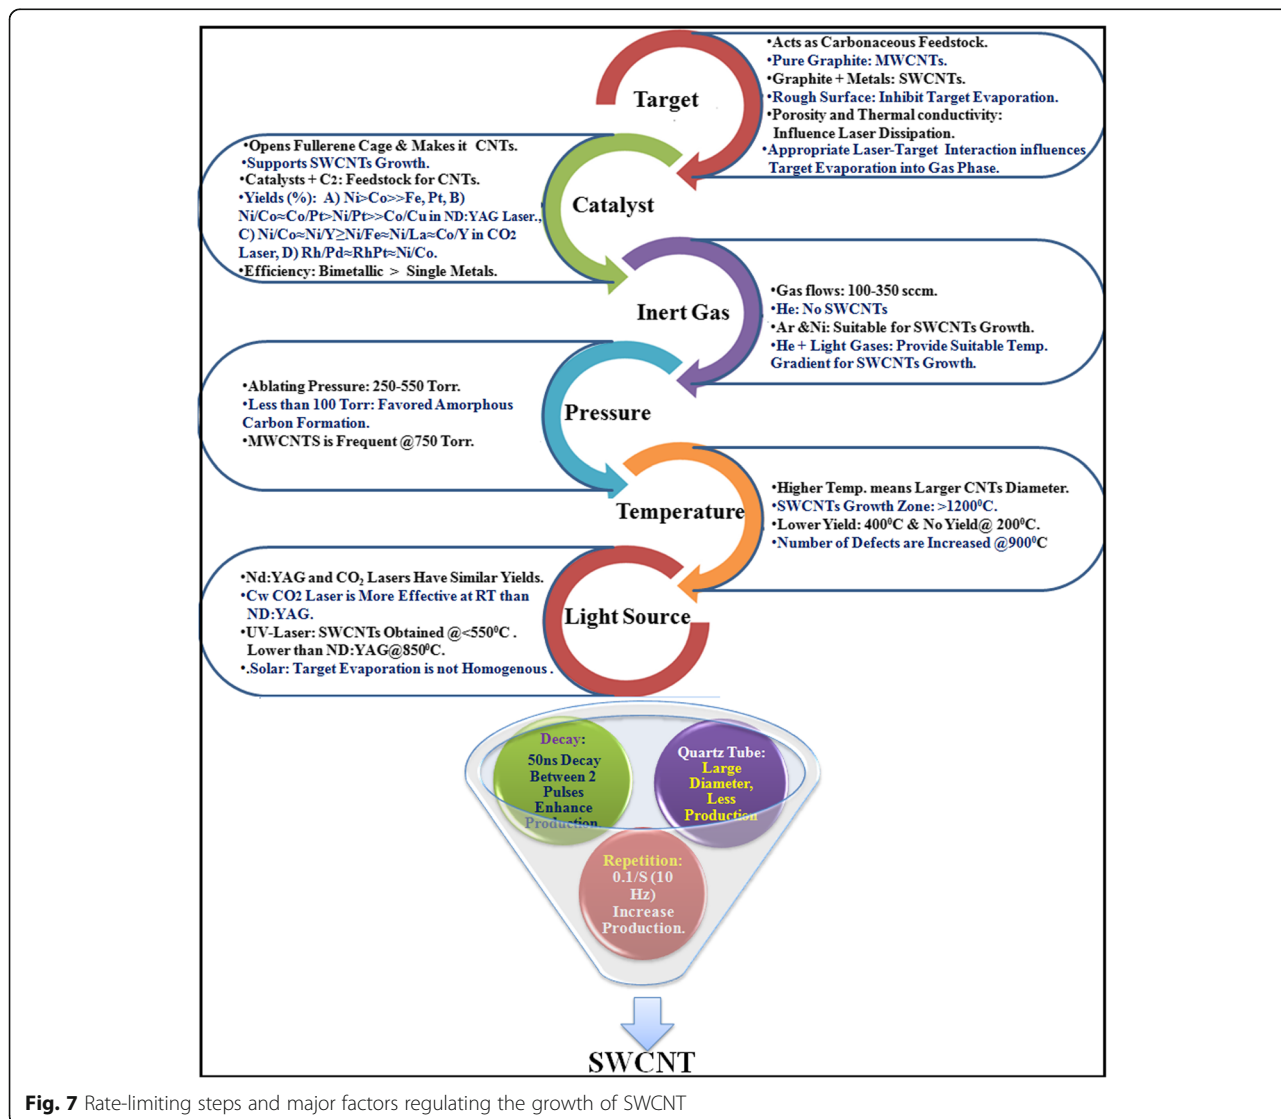 Target
•Acts as Carbonaceous Feedstock.
•Pure Graphite: MWCNTs.
•Graphite + Metals: SWCNTs.
•Rough Surface: Inhibit Target Evaporation.
•Porosity and Thermal conductivity:
Influence Laser Dissipation.
•Appropriate Laser-Target Interaction influences
Target Evaporation into Gas Phase.
Catalyst
•Opens Fullerene Cage & Makes it CNTs.
•Supports SWCNTs Growth.
•Catalysts + C2: Feedstock for CNTs.
•Yields (%): A) Ni>Co>>Fe, Pt, B)
Ni/Co≈Co/Pt>Ni/Pt>>Co/Cu in ND:YAG Laser.,
C) Ni/Co≈Ni/Y≥Ni/Fe≈Ni/La≈Co/Y in CO2
Laser, D) Rh/Pd≈RhPt≈Ni/Co.
•Efficiency: Bimetallic > Single Metals.
Inert Gas
•Gas flows: 100-350 sccm.
•He: No SWCNTs
•Ar &Ni: Suitable for SWCNTs Growth.
•He + Light Gases: Provide Suitable Temp.
Gradient for SWCNTs Growth.
Pressure
•Ablating Pressure: 250-550 Torr.
•Less than 100 Torr: Favored Amorphous
Carbon Formation.
•MWCNTS is Frequent @750 Torr.
Temperature
•Higher Temp. means Larger CNTs Diameter.
•SWCNTs Growth Zone: >1200⁰C.
•Lower Yield: 400⁰C & No Yield@ 200⁰C.
•Number of Defects are Increased @900⁰C
Light Source
•Nd:YAG and CO₂ Lasers Have Similar Yields.
•Cw CO2 Laser is More Effective at RT than
ND:YAG.
•UV-Laser: SWCNTs Obtained @<550⁰C .
Lower than ND:YAG@850⁰C.
•.Solar: Target Evaporation is not Homogenous .
Decay:
50ns Decay
Between 2
Pulses
Enhance
Production.
Quartz Tube:
Large
Diameter,
Less
Production
Repetition:
0.1/S (10
Hz)
Increase
Production.
SWCNT
Fig. 7 Rate-limiting steps and major factors regulating the growth of SWCNT